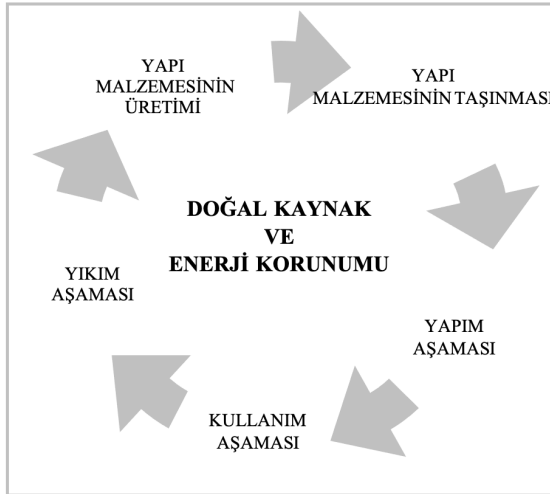 YAPI
MALZEMESİNİN
ÜRETİMİ
YAPI
MALZEMESİNİN TAŞINMASI
DOĞAL KAYNAK
VE
ENERJİ KORUNUMU
YIKIM
AŞAMASI
YAPIM
AŞAMASI
KULLANIM
AŞAMASI